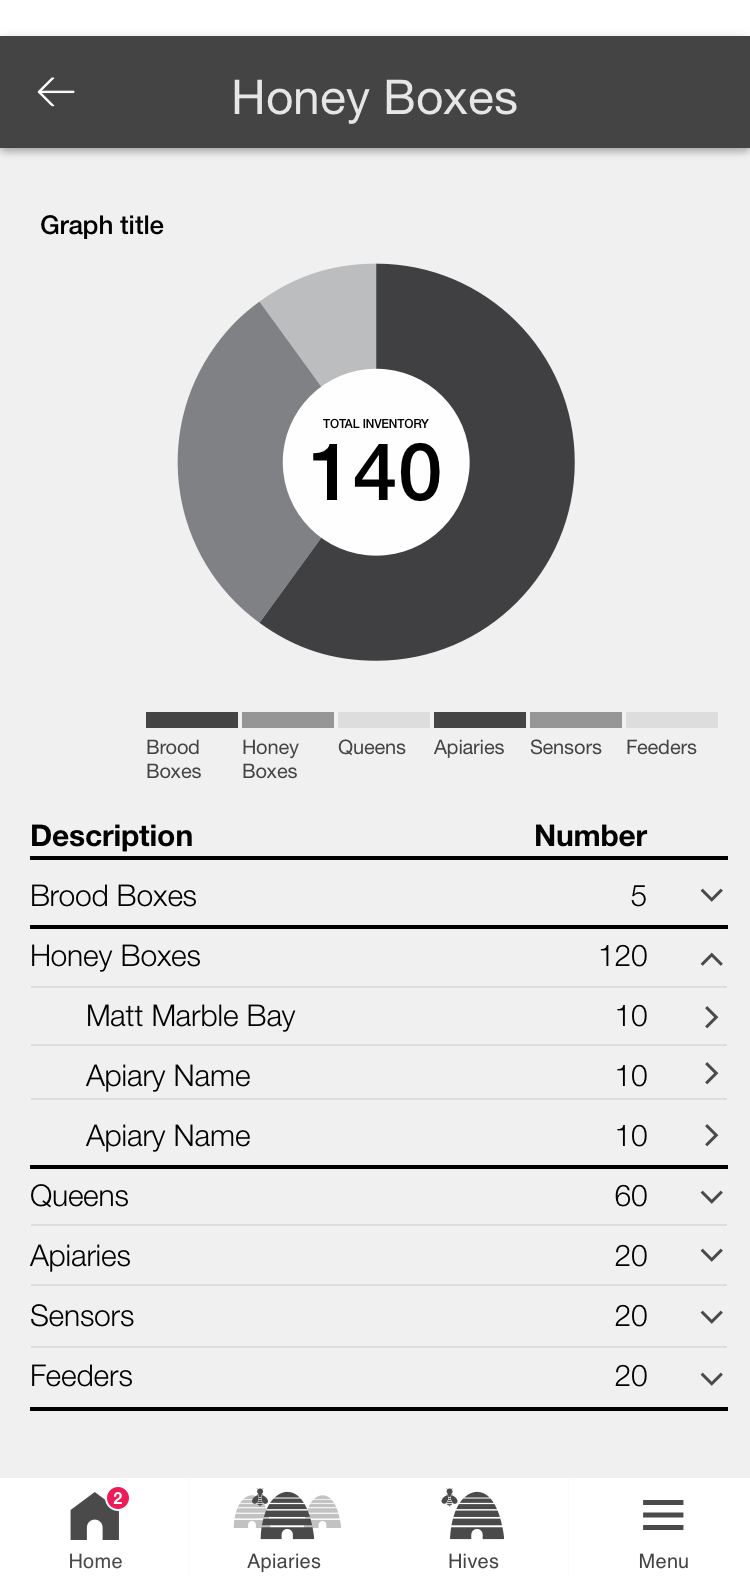 Honey Boxes
Graph title
TOTAL INVENTORY
140
Brood Boxes
Honey Boxes
Queens
Apiaries
Sensors
Feeders
Description Number
Brood Boxes 5
Honey Boxes 120
Matt Marble Bay 10
Apiary Name 10
Apiary Name 10
Queens 60
Apiaries 20
Sensors 20
Feeders 20
2
Home Apiaries Hives Menu